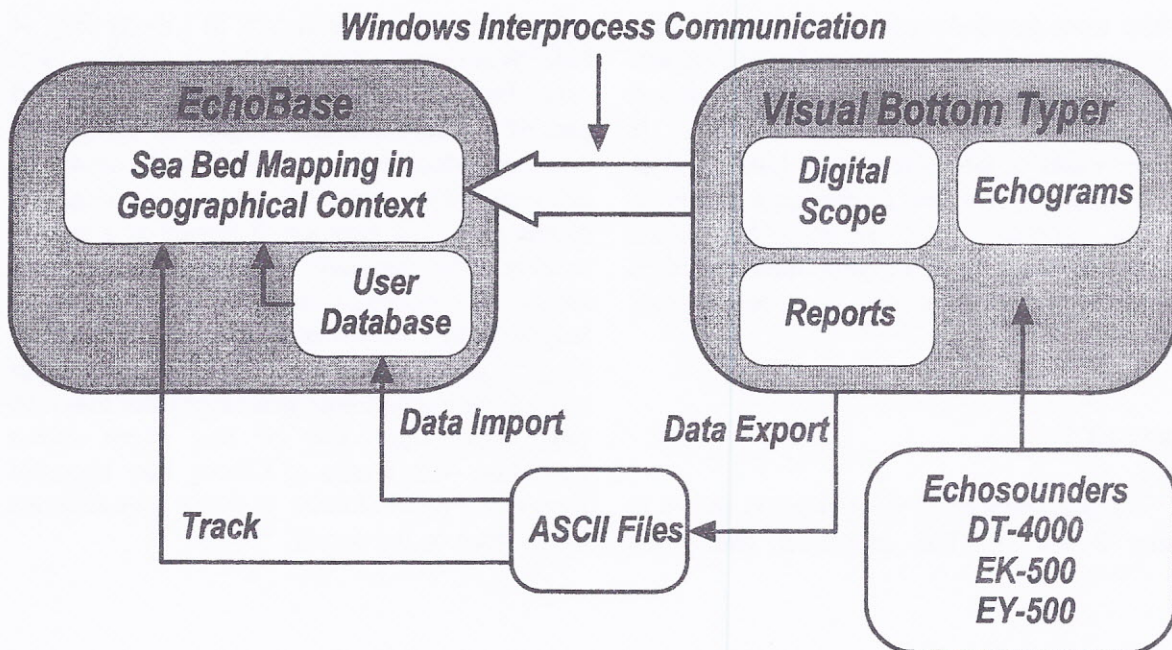 Windows Interprocess Communication
EchoBase
Sea Bed Mapping in
Geographical Context
User
Database
Visual Bottom Typer
Digital
Scope
Echograms
Reports
Data Import
Data Export
Track
ASCII Files
Echosounders
DT-4000
EK-500
EY-500